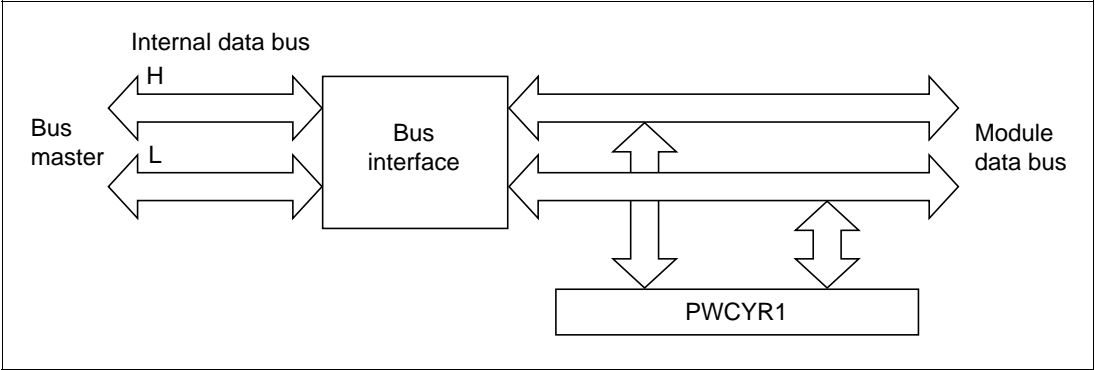 Internal data bus
H
Bus
master
L
Bus
interface
Module
data bus
PWCYR1